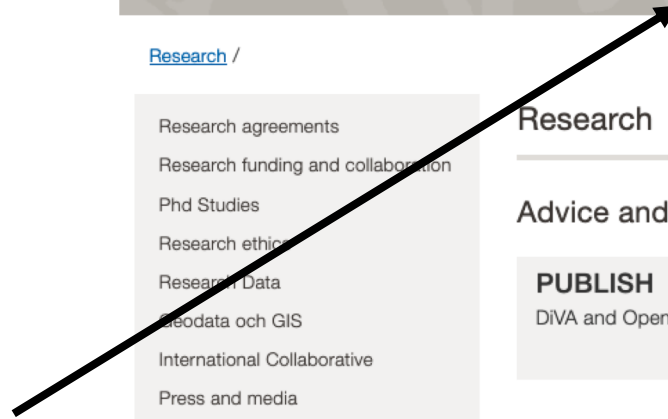 Research /
Research agreements
Research funding and collaboration
Phd Studies
Research ethics
Research Data
Geodata och GIS
International Collaborative
Press and media
Research
Advice and
PUBLISH
DiVA and Open